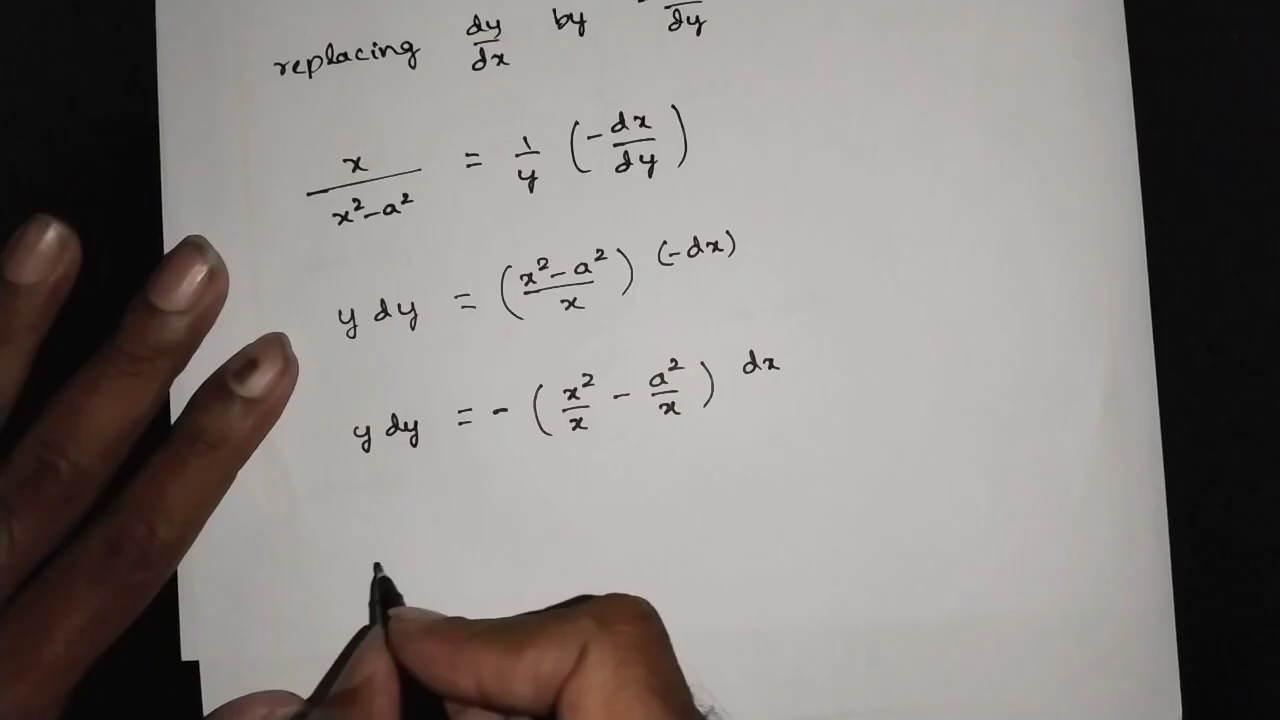 replacing dy/dx by /dy
x/(x²-a²) = 1/y (-dx/dy)
y dy = ((x²-a²)/x) (-dx)
y dy = - (x²/x - a²/x) dx